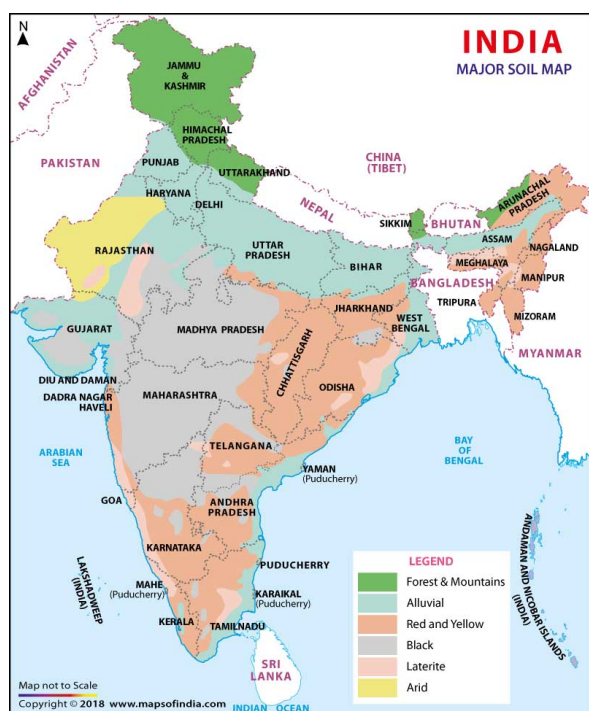 N
INDIA
MAJOR SOIL MAP
AFGHANISTAN
JAMMU
&
KASHMIR
HIMACHAL
PRADESH
PAKISTAN
PUNJAB
UTTARAKHAND
CHINA
(TIBET)
HARYANA
DELHI
NEPAL
SIKKIM
BHUTAN
ARUNACHAL
PRADESH
RAJASTHAN
UTTAR
PRADESH
ASSAM
NAGALAND
BIHAR
MEGHALAYA
BANGLADESH
MANIPUR
TRIPURA
MIZORAM
JHARKHAND
WEST
BENGAL
GUJARAT
MADHYA PRADESH
CHHATTISGARH
MYANMAR
DIU AND DAMAN
DADRA NAGAR
HAVELI
MAHARASHTRA
ODISHA
ARABIAN
SEA
TELANGANA
BAY
OF
BENGAL
YAMAN
(Puducherry)
GOA
ANDHRA
PRADESH
KARNATAKA
ANDAMAN AND NICOBAR ISLANDS
(INDIA)
LAKSHADWEEP
(INDIA)
MAHE
(Puducherry)
PUDUCHERRY
KARAIKAL
(Puducherry)
KERALA
TAMILNADU
SRI
LANKA
INDIAN OCEAN
LEGEND
Forest & Mountains
Alluvial
Red and Yellow
Black
Laterite
Arid
Map not to Scale
Copyright © 2018 www.mapsofindia.com